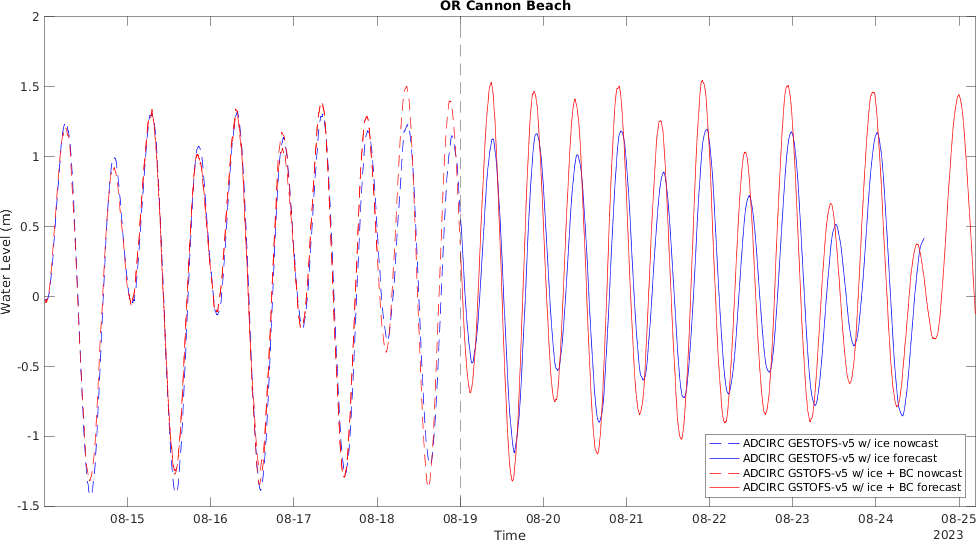 OR Cannon Beach
2
1.5
1
0.5
0
-0.5
-1
-1.5
Water Level (m)
08-15 08-16 08-17 08-18 08-19 08-20 08-21 08-22 08-23 08-24 08-25
Time
2023
ADCIRC GESTOFS-v5 w/ ice nowcast
ADCIRC GESTOFS-v5 w/ ice forecast
ADCIRC GSTOFS-v5 w/ ice + BC nowcast
ADCIRC GSTOFS-v5 w/ ice + BC forecast